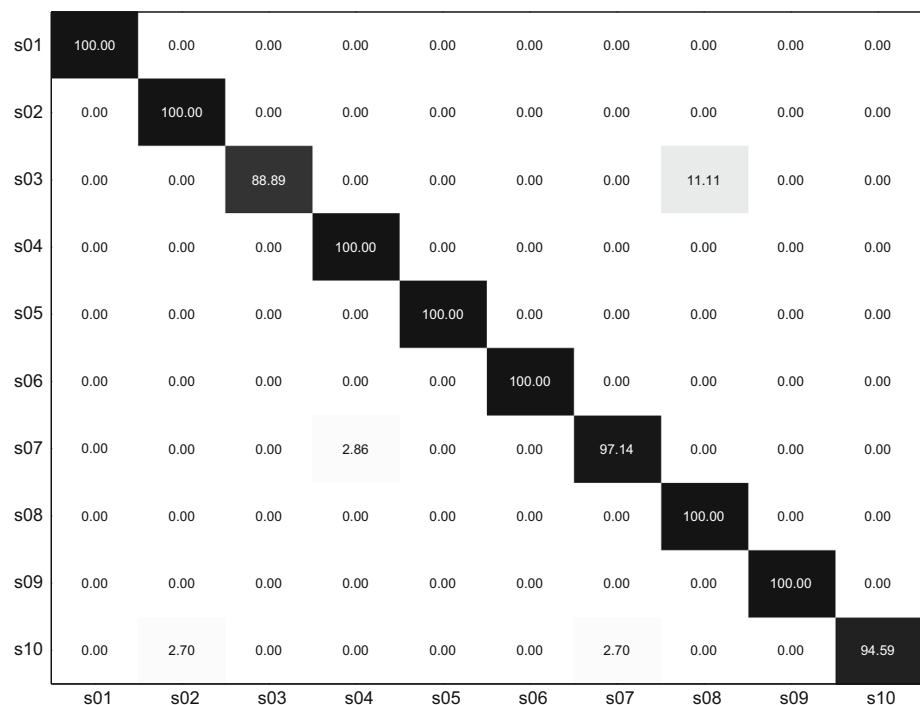 s01 100.00 0.00 0.00 0.00 0.00 0.00 0.00 0.00 0.00 0.00
s02 0.00 100.00 0.00 0.00 0.00 0.00 0.00 0.00 0.00 0.00
s03 0.00 0.00 88.89 0.00 0.00 0.00 0.00 11.11 0.00 0.00
s04 0.00 0.00 0.00 100.00 0.00 0.00 0.00 0.00 0.00 0.00
s05 0.00 0.00 0.00 0.00 100.00 0.00 0.00 0.00 0.00 0.00
s06 0.00 0.00 0.00 0.00 0.00 100.00 0.00 0.00 0.00 0.00
s07 0.00 0.00 0.00 2.86 0.00 0.00 97.14 0.00 0.00 0.00
s08 0.00 0.00 0.00 0.00 0.00 0.00 0.00 100.00 0.00 0.00
s09 0.00 0.00 0.00 0.00 0.00 0.00 0.00 0.00 100.00 0.00
s10 0.00 2.70 0.00 0.00 0.00 0.00 2.70 0.00 0.00 94.59
s01 s02 s03 s04 s05 s06 s07 s08 s09 s10